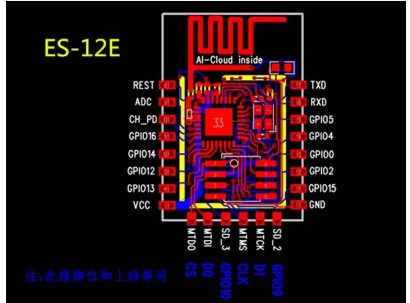 ES-12E
AI-Cloud inside
REST
ADC
CH_PD
GPIO16
GPIO14
GPIO12
GPIO13
VCC
TXD
RXD
GPIO5
GPIO4
GPIO0
GPIO2
GPIO15
GND
33
MTDO
MTDI
SD_3
MTMS
MTCK
SD_2
CS
D0
GPIO10
CLK
D1
GPIO9
注:此排脚位和上排等同